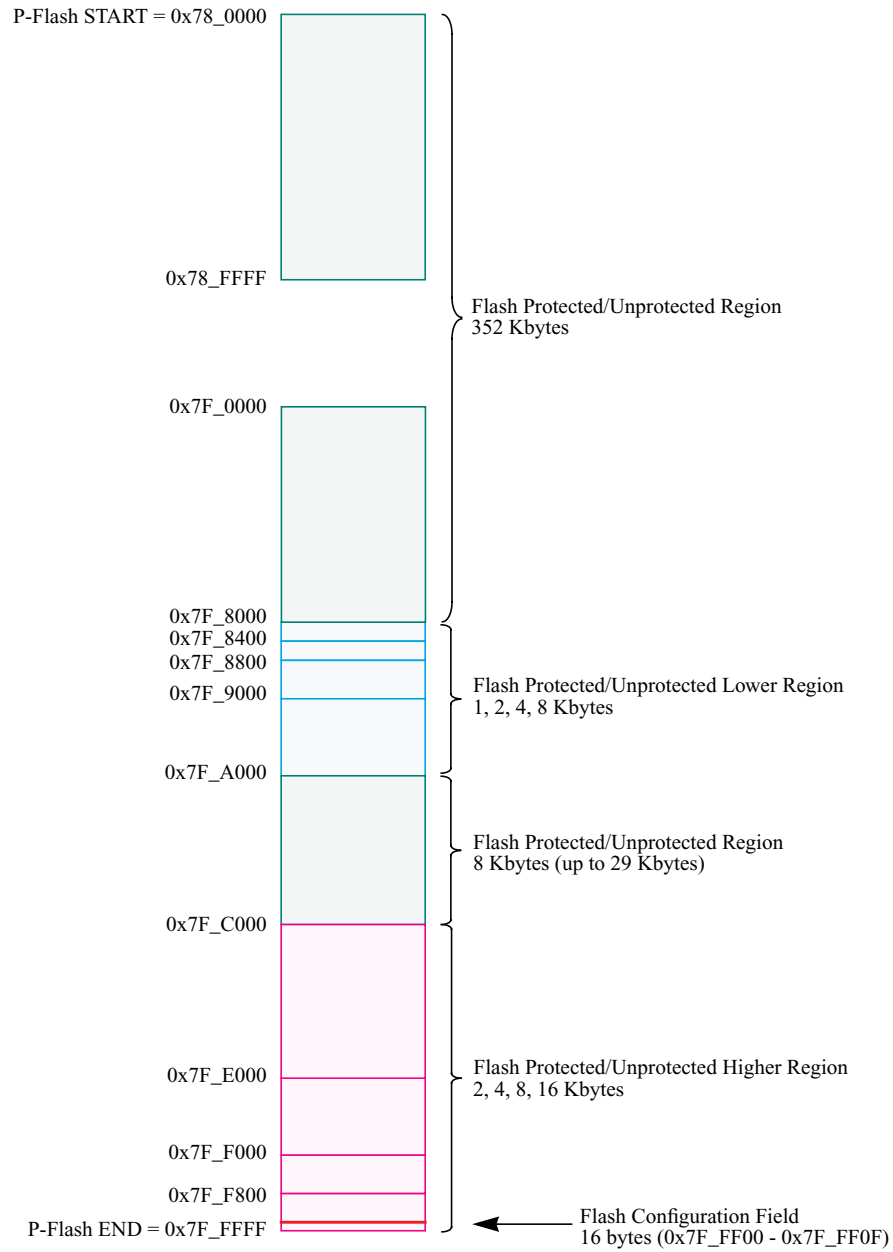 P-Flash START = 0x78_0000
0x78_FFFF
Flash Protected/Unprotected Region
352 Kbytes
0x7F_0000
0x7F_8000
0x7F_8400
0x7F_8800
0x7F_9000
Flash Protected/Unprotected Lower Region
1, 2, 4, 8 Kbytes
0x7F_A000
Flash Protected/Unprotected Region
8 Kbytes (up to 29 Kbytes)
0x7F_C000
0x7F_E000
Flash Protected/Unprotected Higher Region
2, 4, 8, 16 Kbytes
0x7F_F000
0x7F_F800
P-Flash END = 0x7F_FFFF
Flash Configuration Field
16 bytes (0x7F_FF00 - 0x7F_FF0F)